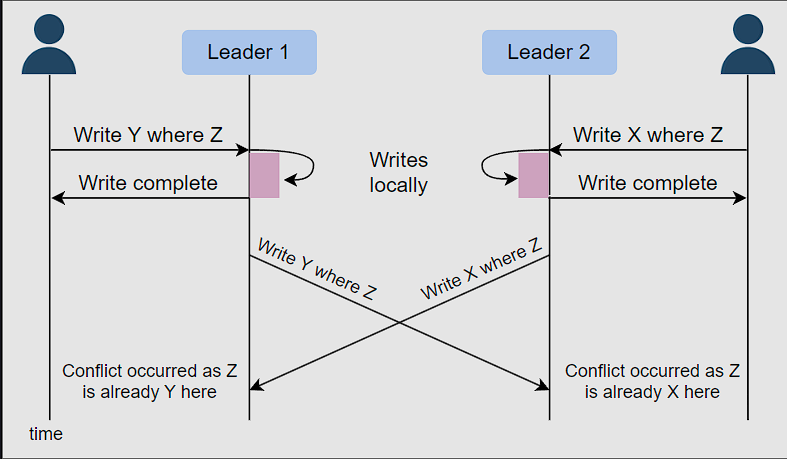 Leader 1
Leader 2
Write Y where Z
Write X where Z
Writes
locally
Write complete
Write complete
Write Y where Z
Write X where Z
Conflict occurred as Z
is already Y here
Conflict occurred as Z
is already X here
time